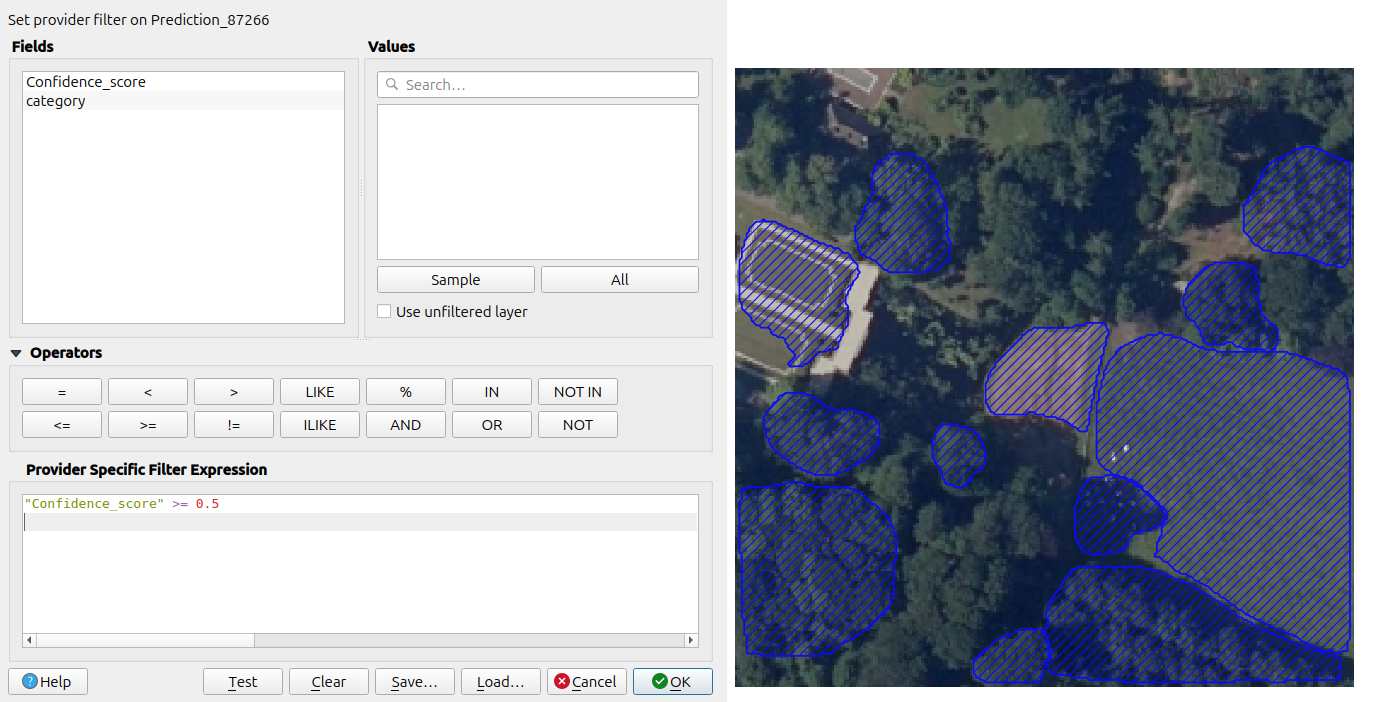 Set provider filter on Prediction_87266
Fields
Values
Confidence_score
category
Search…
Sample
All
Use unfiltered layer
Operators
= < > LIKE % IN NOT IN
<= >= != ILIKE AND OR NOT
Provider Specific Filter Expression
"Confidence_score" >= 0.5
Help Test Clear Save… Load… Cancel OK